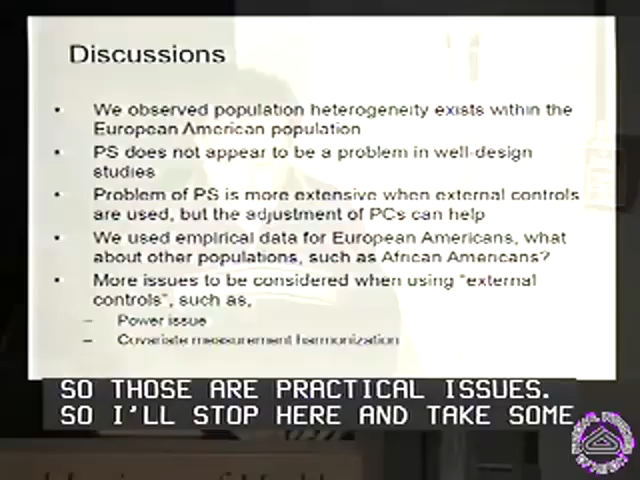 Discussions
• We observed population heterogeneity exists within the
European American population
• PS does not appear to be a problem in well-design
studies
• Problem of PS is more extensive when external controls
are used, but the adjustment of PCs can help
• We used empirical data for European Americans, what
about other populations, such as African Americans?
• More issues to be considered when using "external
controls", such as,
– Power issue
– Covariate measurement harmonization
SO THOSE ARE PRACTICAL ISSUES.
SO I'LL STOP HERE AND TAKE SOME